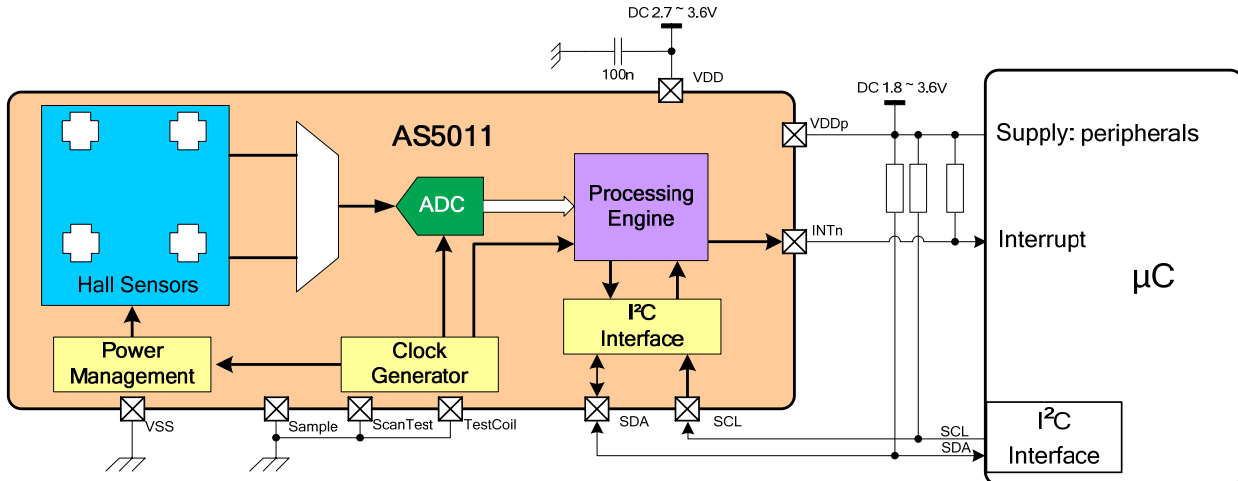 DC 2.7 ~ 3.6V
100n
VDD
DC 1.8 ~ 3.6V
AS5011
VDDp
Supply: peripherals
Processing
Engine
ADC
INTn
Interrupt
µC
Hall Sensors
I²C
Interface
Power
Management
Clock
Generator
VSS
Sample
ScanTest
TestCoil
SDA
SCL
SCL
SDA
I²C
Interface